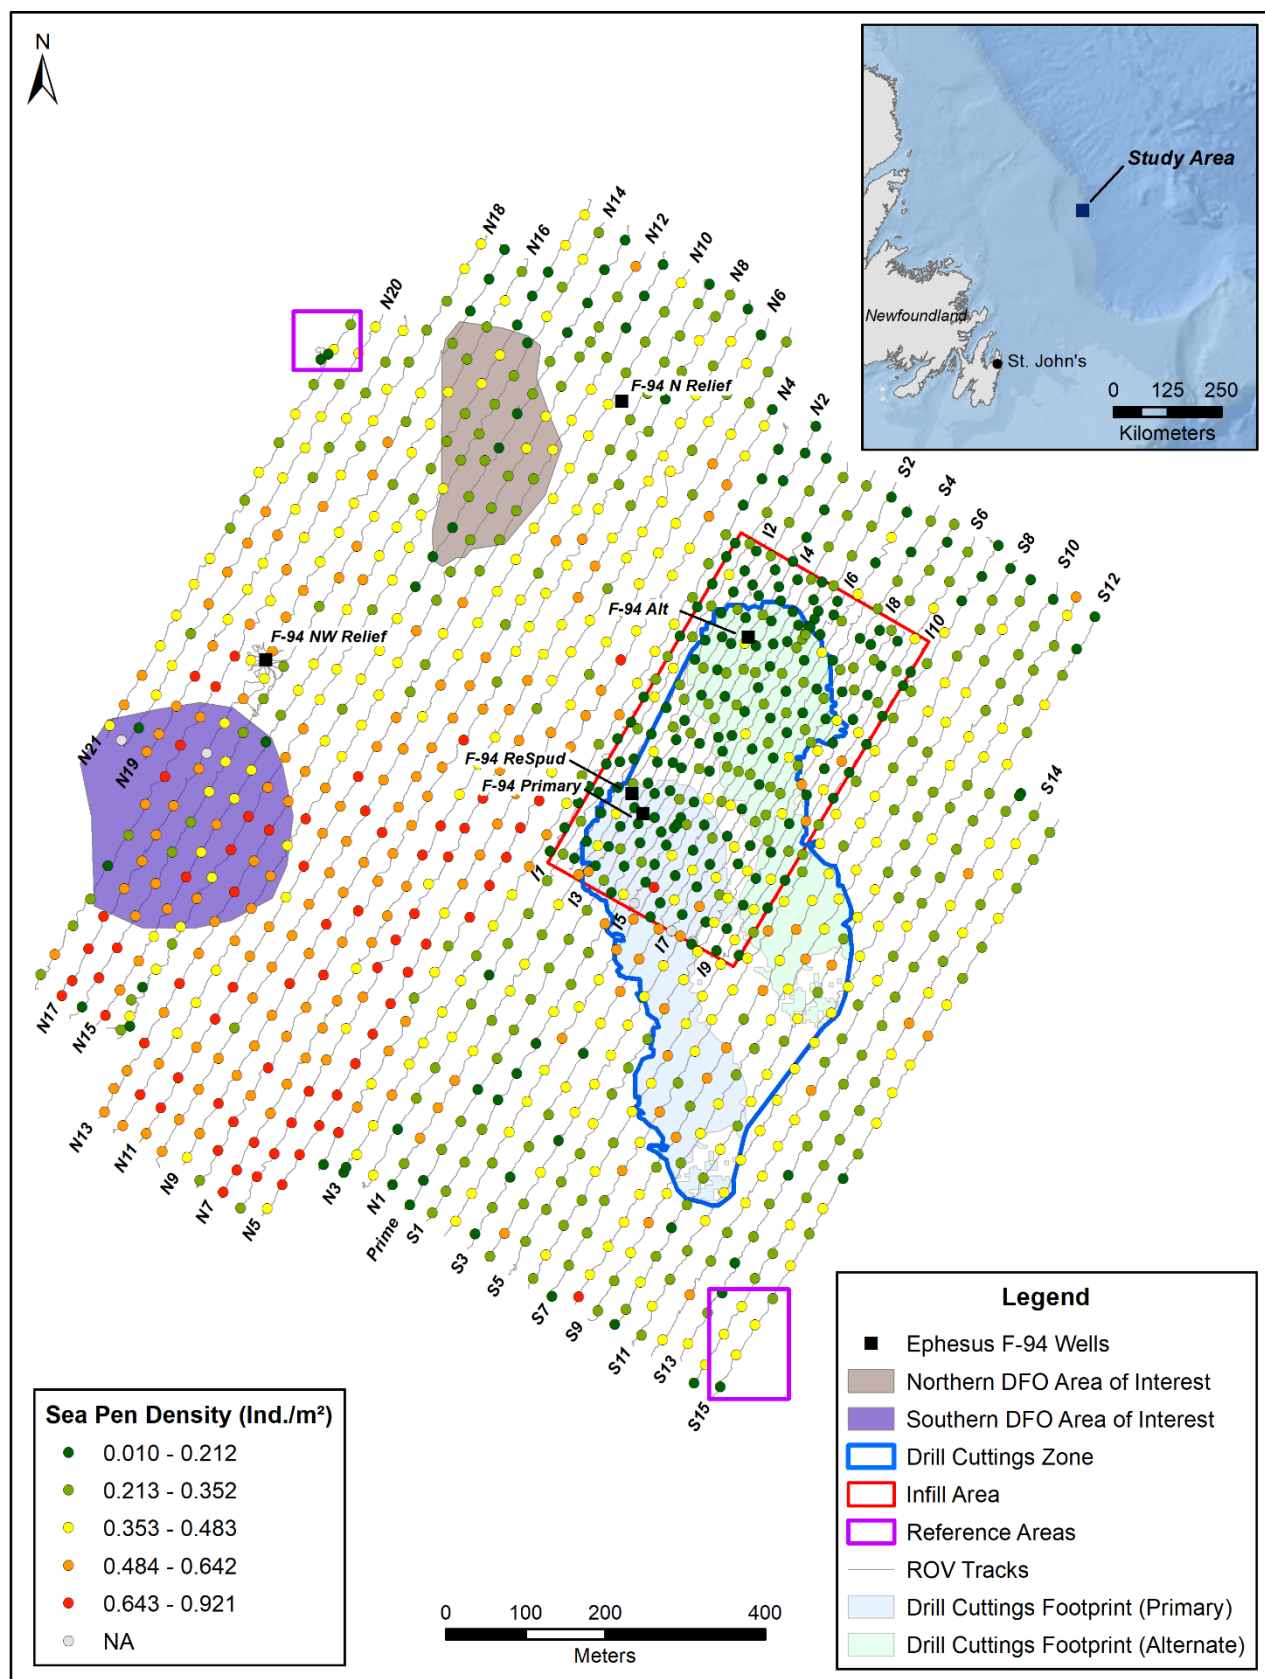 N
Study Area
Newfoundland
St. John's
0 125 250
Kilometers
N18
N16
N14
N12
N10
N8
N6
N20
N4
N2
S2
S4
S6
S8
S10
S12
S14
F-94 N Relief
I2
I4
I6
I8
I10
F-94 Alt
F-94 NW Relief
N21
N19
F-94 ReSpud
F-94 Primary
I1
I3
I5
I7
I9
N17
N15
N13
N11
N9
N7
N5
N3
N1
Prime
S1
S3
S5
S7
S9
S11
S13
S15
Sea Pen Density (Ind./m²)
0.010 - 0.212
0.213 - 0.352
0.353 - 0.483
0.484 - 0.642
0.643 - 0.921
NA
0 100 200 400
Meters
Legend
Ephesus F-94 Wells
Northern DFO Area of Interest
Southern DFO Area of Interest
Drill Cuttings Zone
Infill Area
Reference Areas
ROV Tracks
Drill Cuttings Footprint (Primary)
Drill Cuttings Footprint (Alternate)